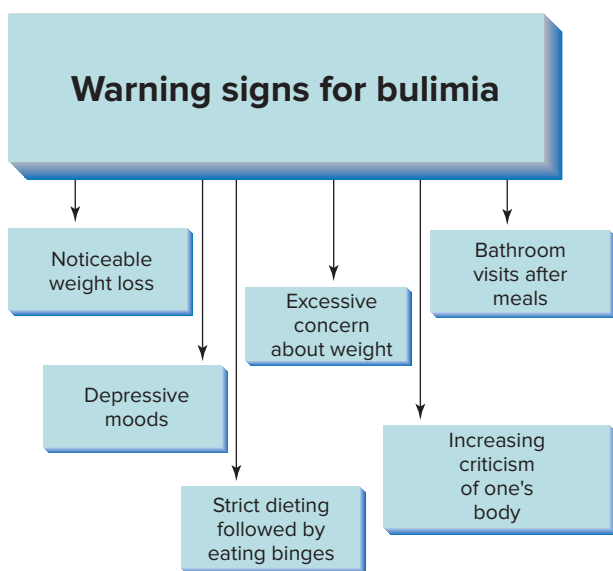 Warning signs for bulimia
Noticeable
weight loss
Depressive
moods
Strict dieting
followed by
eating binges
Excessive
concern
about weight
Increasing
criticism
of one's
body
Bathroom
visits after
meals